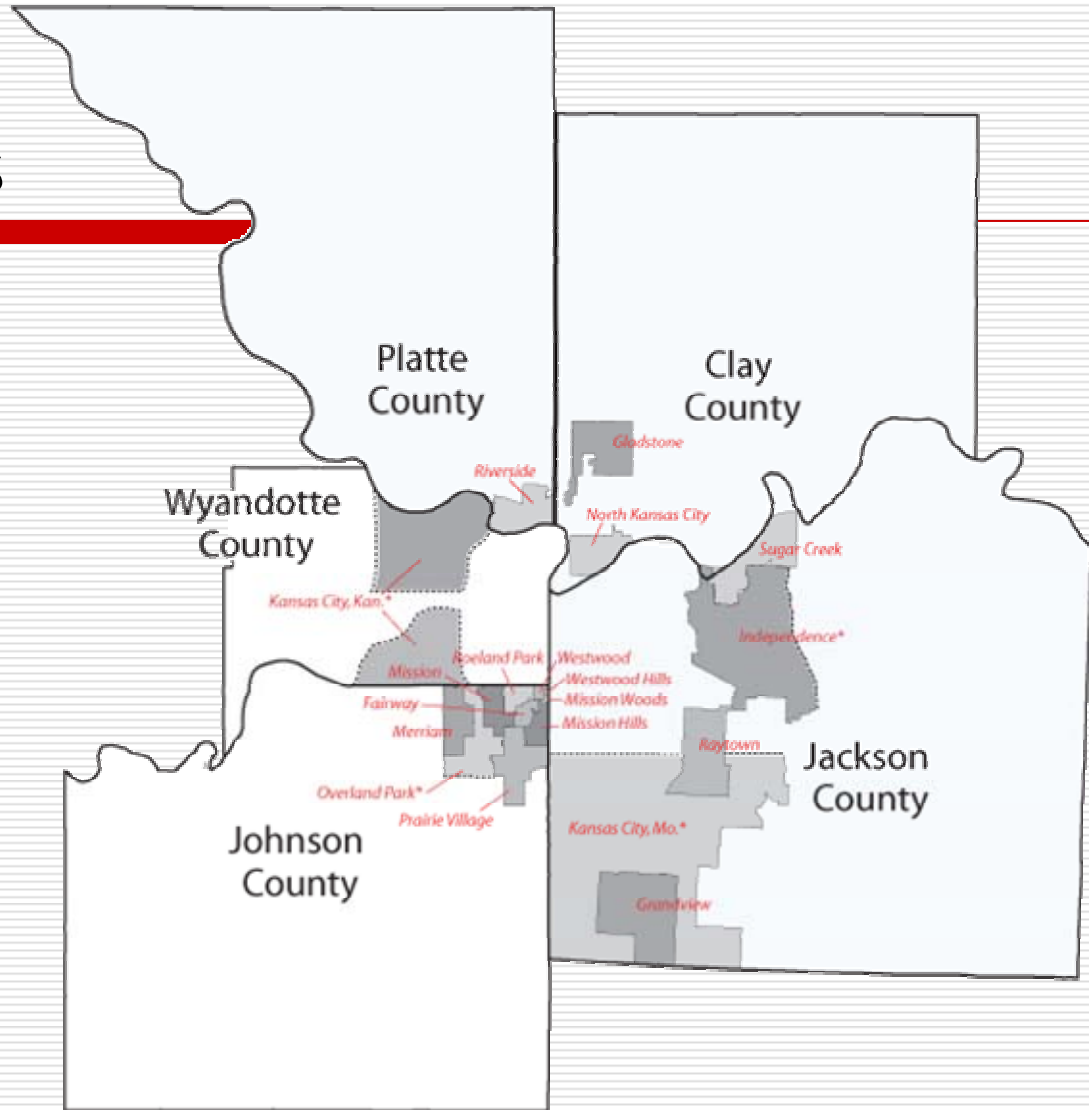 s
Platte
County
Clay
County
Gladstone
Riverside
Wyandotte
County
North Kansas City
Sugar Creek
Kansas City, Kan.*
Independence*
Roeland Park
Westwood
Mission
Westwood Hills
Mission Woods
Fairway
Mission Hills
Merriam
Raytown
Jackson
County
Overland Park*
Prairie Village
Kansas City, Mo.*
Johnson
County
Grandview